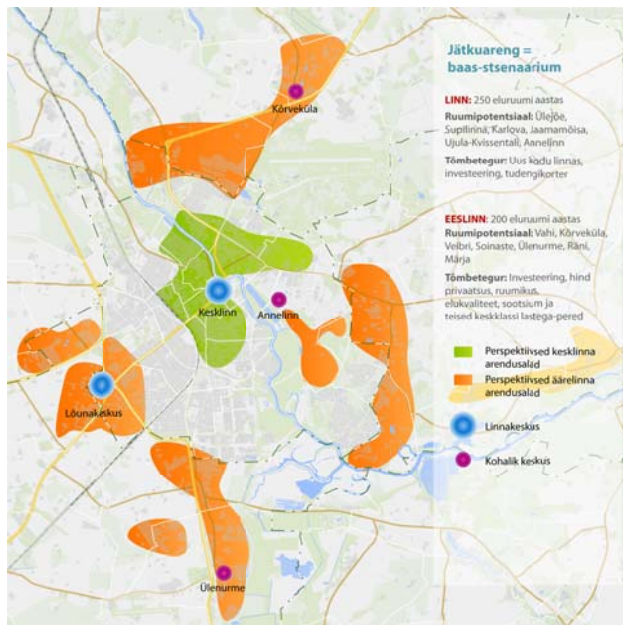 Jätkuareng =
baas-stsenaarium
LINN: 250 eluruumi aastas
Ruumipotentsiaal: Ülejõe,
Supilinna, Karlova, Jaamamõisa,
Ujula-Kvissentali, Annelinn
Tõmbetegur: Uus kodu linnas,
investeering, tudengikorter
EESLINN: 200 eluruumi aastas
Ruumipotentsiaal: Vahi, Kõrveküla,
Veibri, Soinaste, Ülenurme, Räni,
Märja
Tõmbetegur: Investeering, hind
privaatsus, ruumikus,
elukvaliteet, sootsium ja
teised keskklassi lastega-pered
Perspektiivsed kesklinna
arendusalad
Perspektiivsed äärelinna
arendusalad
Linnakeskus
Kohalik keskus
Kõrveküla
Kesklinn
Annelinn
Lõunakeskus
Ülenurme